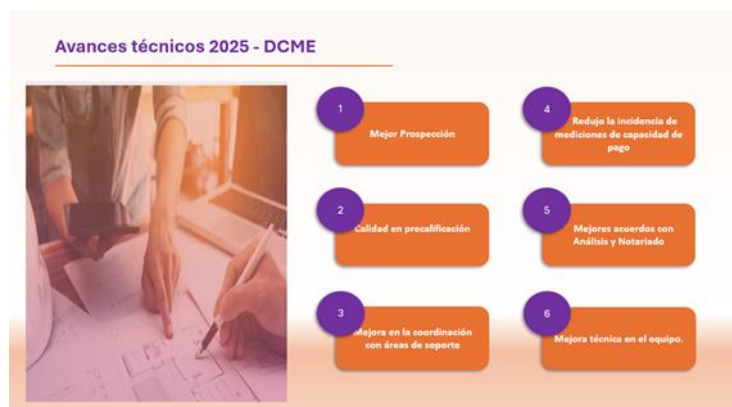 Avances técnicos 2025 - DCME
1
Mejor Prospección
2
Calidad en precalificación
3
Mejora en la coordinación
con áreas de soporte
4
Redujo la incidencia de
mediciones de capacidad de
pago
5
Mejores acuerdos con
Análisis y Notariado
6
Mejora técnica en el equipo.